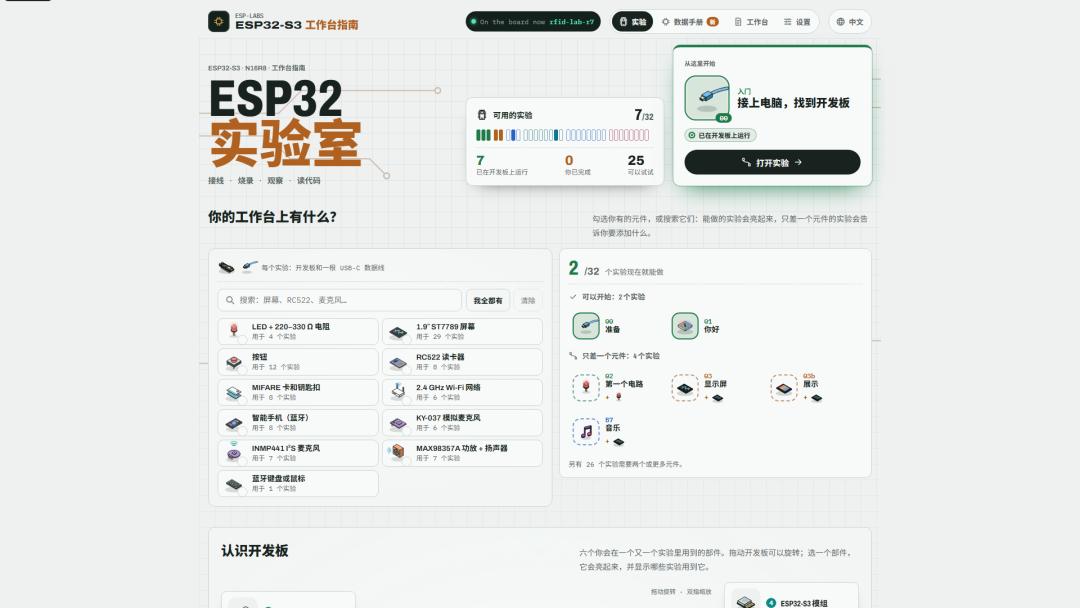 ESP-LABS
ESP32-S3 工作台指南
On the board now rfid-lab-r7
实验
数据手册
工作台
设置
中文
ESP32-S3 · N16R8 · 工作台指南
ESP32
实验室
接线 · 烧录 · 观察 · 读代码
可用的实验
7/32
7
已在开发板上运行
0
你已完成
25
可以试试
从这里开始
00
入门
接上电脑，找到开发板
已在开发板上运行
打开实验 →
你的工作台上有什么？
勾选你有的元件，或搜索它们：能做的实验会亮起来，只差一个元件的实验会告
诉你要添加什么。
每个实验：开发板和一根 USB-C 数据线
搜索：屏幕、RC522、麦克风…
我全都有
清除
LED + 220–330 Ω 电阻
用于 4 个实验
1.9" ST7789 屏幕
用于 29 个实验
按钮
用于 12 个实验
RC522 读卡器
用于 8 个实验
MIFARE 卡和钥匙扣
用于 8 个实验
2.4 GHz Wi-Fi 网络
用于 6 个实验
智能手机（蓝牙）
用于 8 个实验
KY-037 模拟麦克风
用于 6 个实验
INMP441 I²S 麦克风
用于 7 个实验
MAX98357A 功放 + 扬声器
用于 7 个实验
蓝牙键盘或鼠标
用于 1 个实验
2 /32 个实验现在就能做
可以开始：2 个实验
00
准备
01
你好
只差一个元件：4 个实验
02
第一个电路
+
03
显示屏
+
03b
展示
+
07
音乐
+
另有 26 个实验需要两个或更多元件。
认识开发板
六个你会在一个又一个实验里用到的部件。拖动开发板可以旋转；选一个部件，
它会亮起来，并显示哪些实验用到它。
拖动旋转 · 双指缩放
4 ESP32-S3 模组